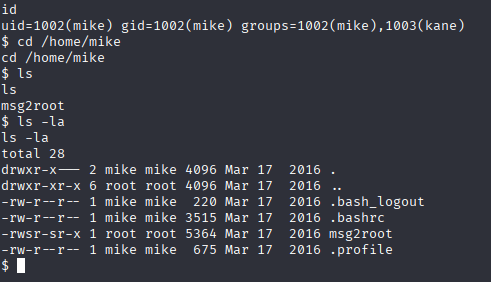 id
uid=1002(mike) gid=1002(mike) groups=1002(mike),1003(kane)
$ cd /home/mike
cd /home/mike
$ ls
ls
msg2root
$ ls -la
ls -la
total 28
drwxr-x--- 2 mike mike 4096 Mar 17  2016 .
drwxr-xr-x 6 root root 4096 Mar 17  2016 ..
-rw-r--r-- 1 mike mike  220 Mar 17  2016 .bash_logout
-rw-r--r-- 1 mike mike 3515 Mar 17  2016 .bashrc
-rwsr-sr-x 1 root root 5364 Mar 17  2016 msg2root
-rw-r--r-- 1 mike mike  675 Mar 17  2016 .profile
$